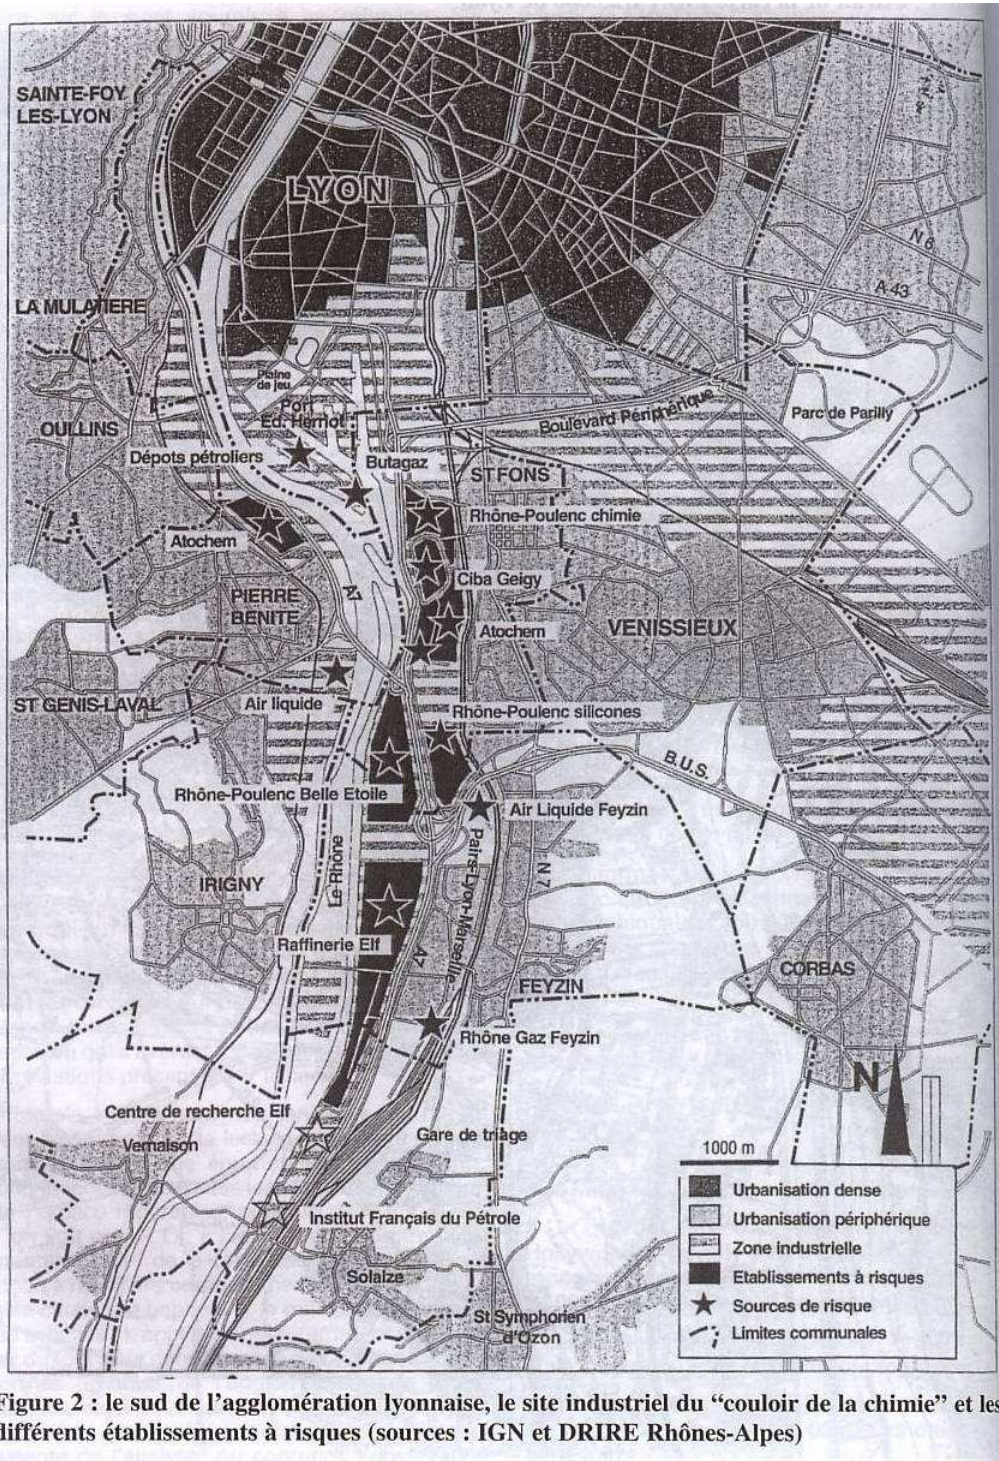 SAINTE-FOY
LES-LYON
LYON
N 6
A 43
LA MULATIERE
Plaine
de jeu
Port
Ed. Herriot
Boulevard Périphérique
Parc de Parilly
OULLINS
Dépots pétroliers
Butagaz
ST FONS
Rhône-Poulenc chimie
Atochem
A7
Ciba Geigy
PIERRE
BENITE
Atochem
VENISSIEUX
ST GENIS-LAVAL
Air liquide
Rhône-Poulenc silicones
B.U.S.
Rhône-Poulenc Belle Etoile
Air Liquide Feyzin
Le Rhône
Pairs-Lyon-Marseille
N 7
IRIGNY
Raffinerie Elf
A7
CORBAS
FEYZIN
Rhône Gaz Feyzin
N
Centre de recherche Elf
Vernaison
Gare de triage
1000 m
Urbanisation dense
Institut Français du Pétrole
Urbanisation périphérique
Zone industrielle
Solaize
Etablissements à risques
Sources de risque
St Symphorien
d'Ozon
Limites communales
Figure 2 : le sud de l'agglomération lyonnaise, le site industriel du "couloir de la chimie" et les
différents établissements à risques (sources : IGN et DRIRE Rhônes-Alpes)